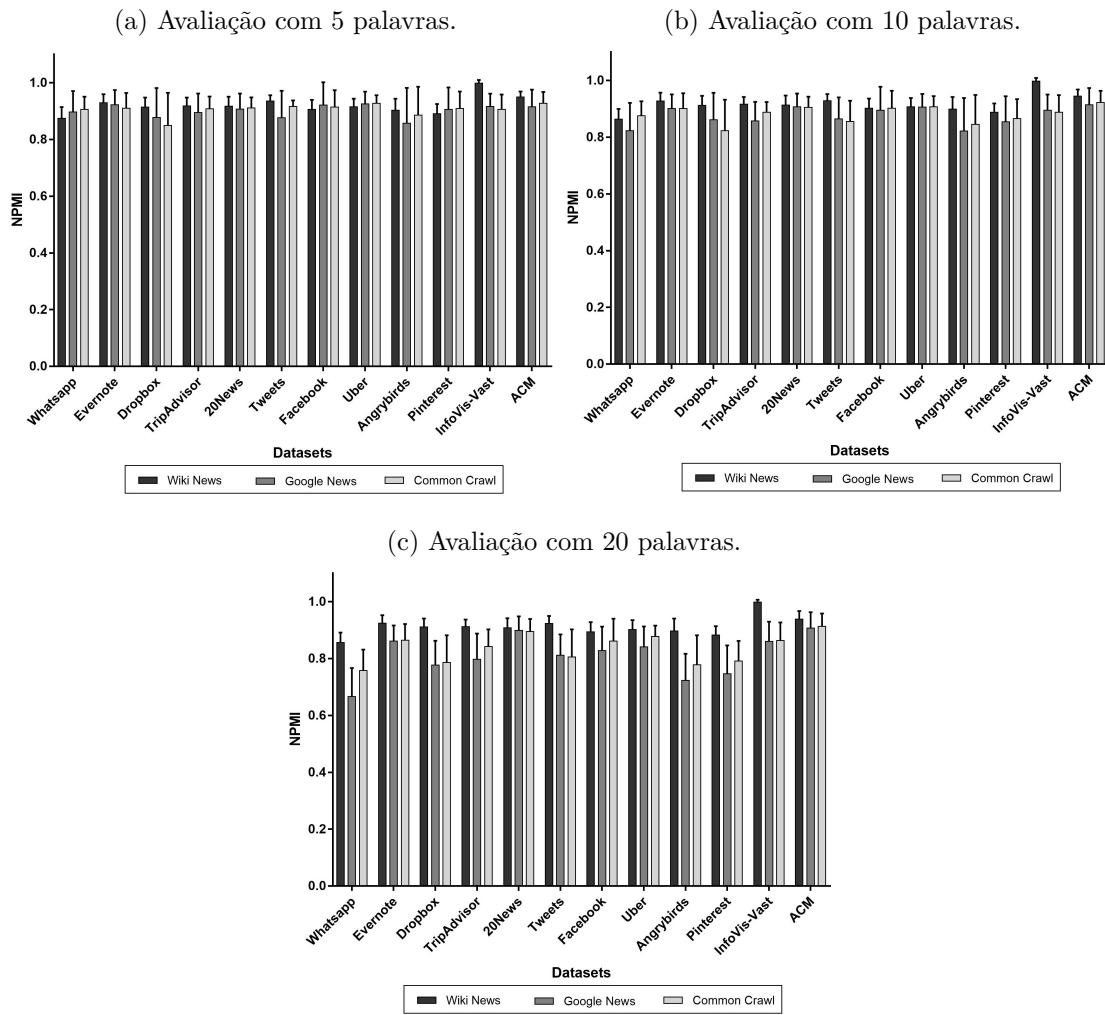 (a) Avaliação com 5 palavras.
NPMI
1.0
0.8
0.6
0.4
0.2
0.0
Whatsapp
Evernote
Dropbox
TripAdvisor
20News
Tweets
Facebook
Uber
Angrybirds
Pinterest
InfoVis-Vast
ACM
Datasets
Wiki News Google News Common Crawl
(b) Avaliação com 10 palavras.
NPMI
1.0
0.8
0.6
0.4
0.2
0.0
Whatsapp
Evernote
Dropbox
TripAdvisor
20News
Tweets
Facebook
Uber
Angrybirds
Pinterest
InfoVis-Vast
ACM
Datasets
Wiki News Google News Common Crawl
(c) Avaliação com 20 palavras.
NPMI
1.0
0.8
0.6
0.4
0.2
0.0
Whatsapp
Evernote
Dropbox
TripAdvisor
20News
Tweets
Facebook
Uber
Angrybirds
Pinterest
InfoVis-Vast
ACM
Datasets
Wiki News Google News Common Crawl